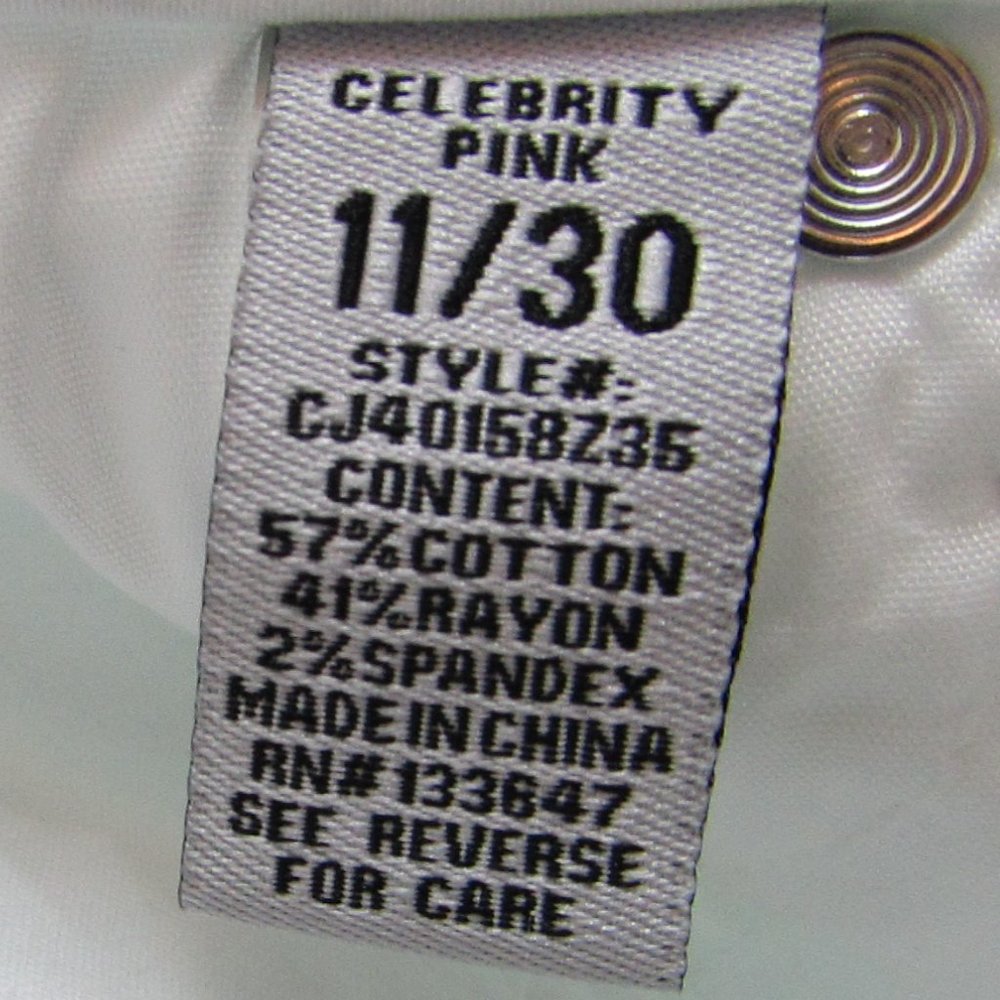 CELEBRITY
PINK
11/30
STYLE#:
CJ40158Z35
CONTENT:
57%COTTON
41%RAYON
2%SPANDEX
MADE IN CHINA
RN#133647
SEE REVERSE
FOR CARE